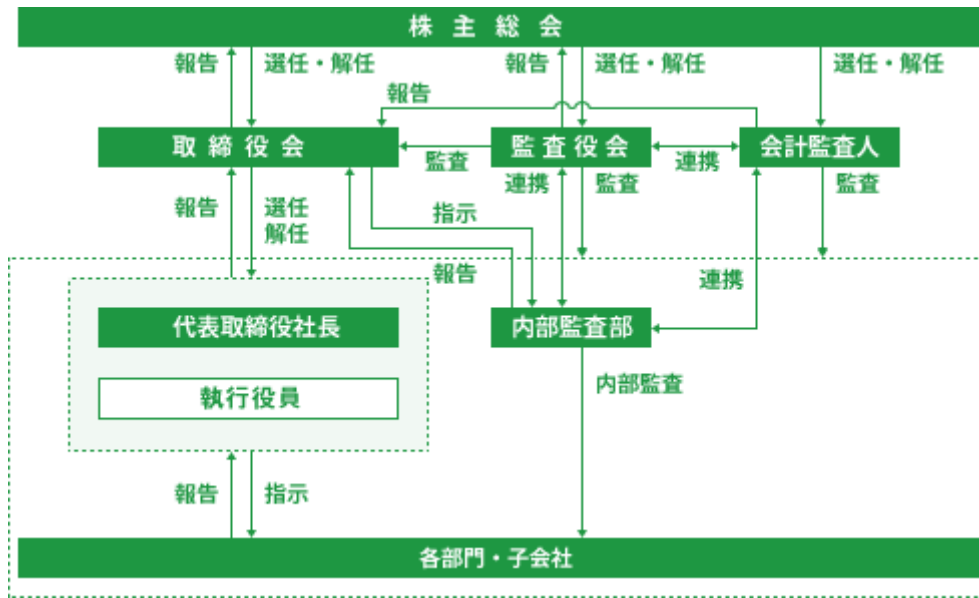 株主総会
報告
選任・解任
報告
選任・解任
選任・解任
報告
取締役会
監査
監査役会
連携
会計監査人
報告
選任
解任
指示
連携
監査
監査
報告
連携
代表取締役社長
内部監査部
執行役員
内部監査
報告
指示
各部門・子会社